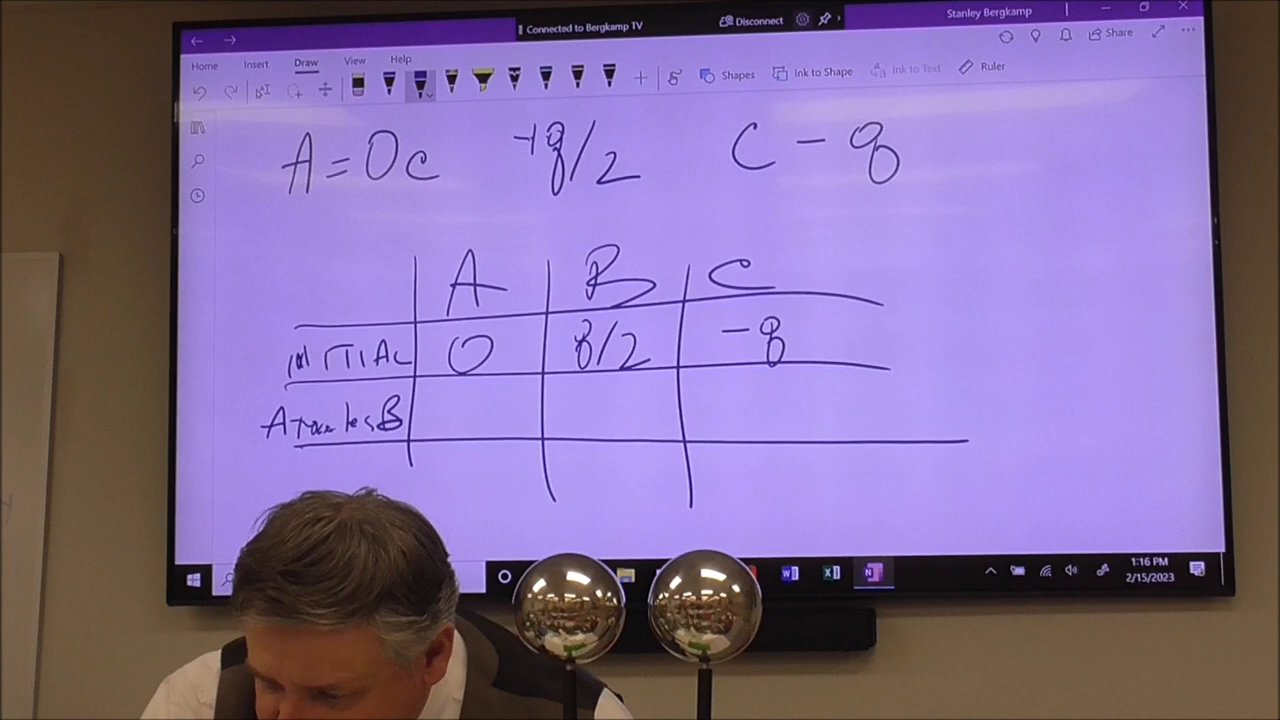 Connected to Bergkamp TV
Disconnect
Stanley Bergkamp
Home Insert Draw View Help
Share
Shapes Ink to Shape Ink to Text Ruler
A = 0c +q/2 C - q
A B C
INITIAL 0 q/2 - q
A touches B
1:16 PM
2/15/2023